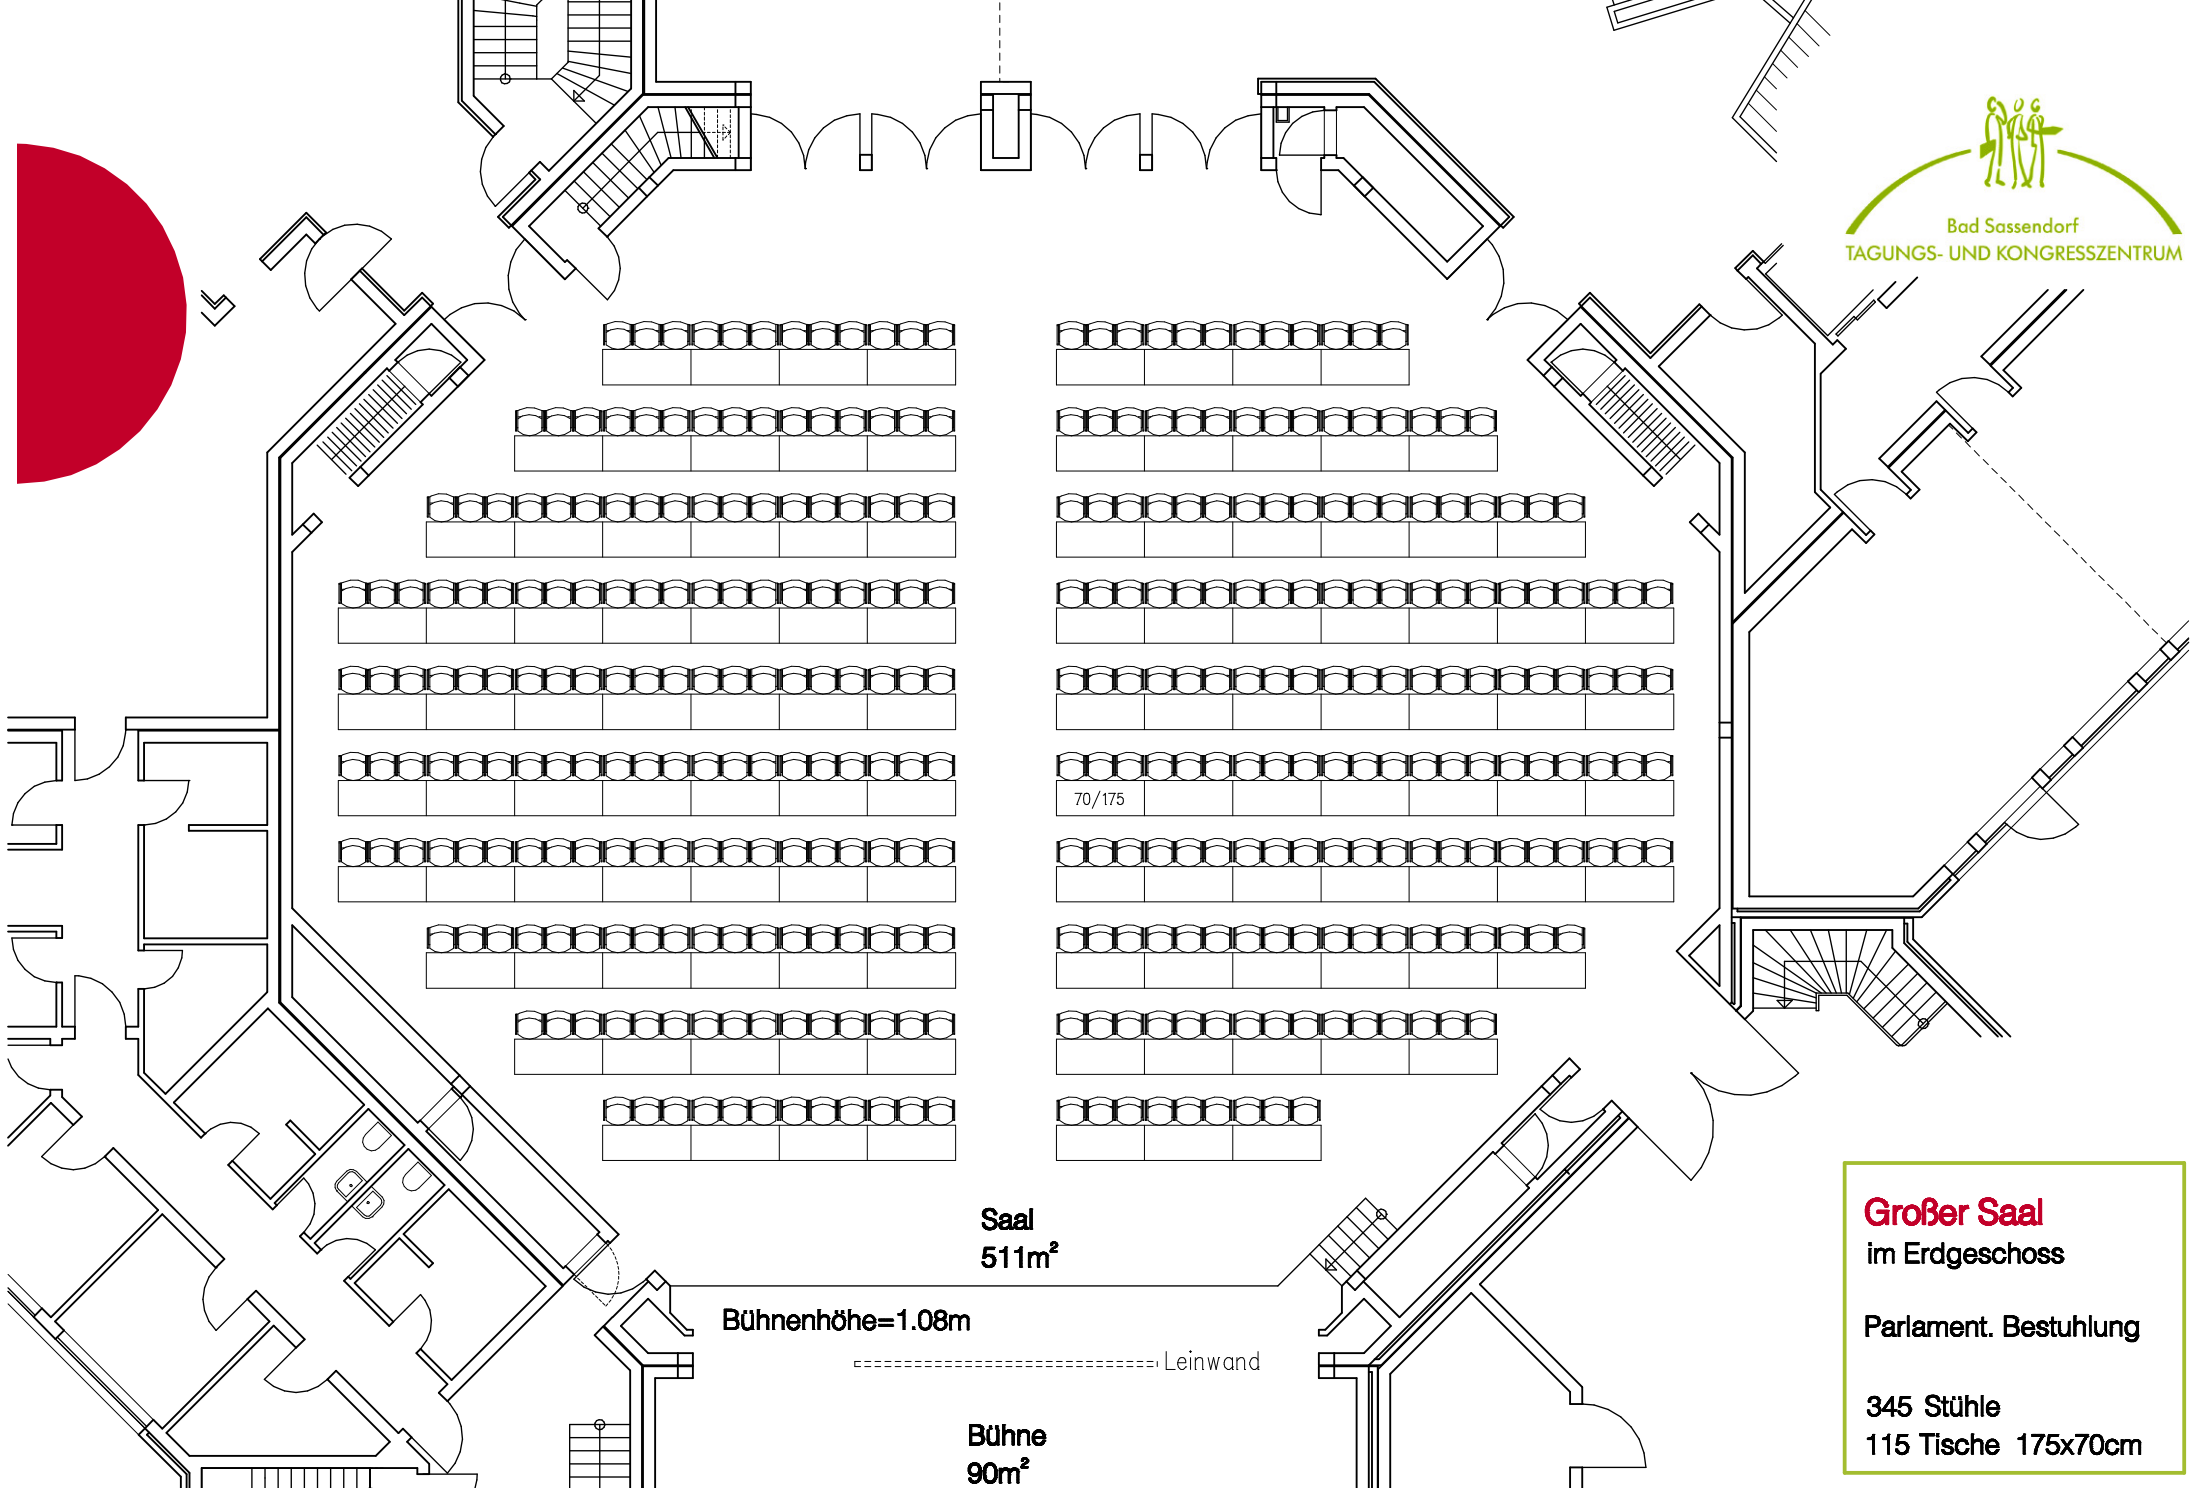 Bad Sassendorf
TAGUNGS- UND KONGRESSZENTRUM
70/175
Saal
511m²
Bühnenhöhe=1.08m
Leinwand
Bühne
90m²
Großer Saal
im Erdgeschoss
Parlament. Bestuhlung
345 Stühle
115 Tische 175x70cm